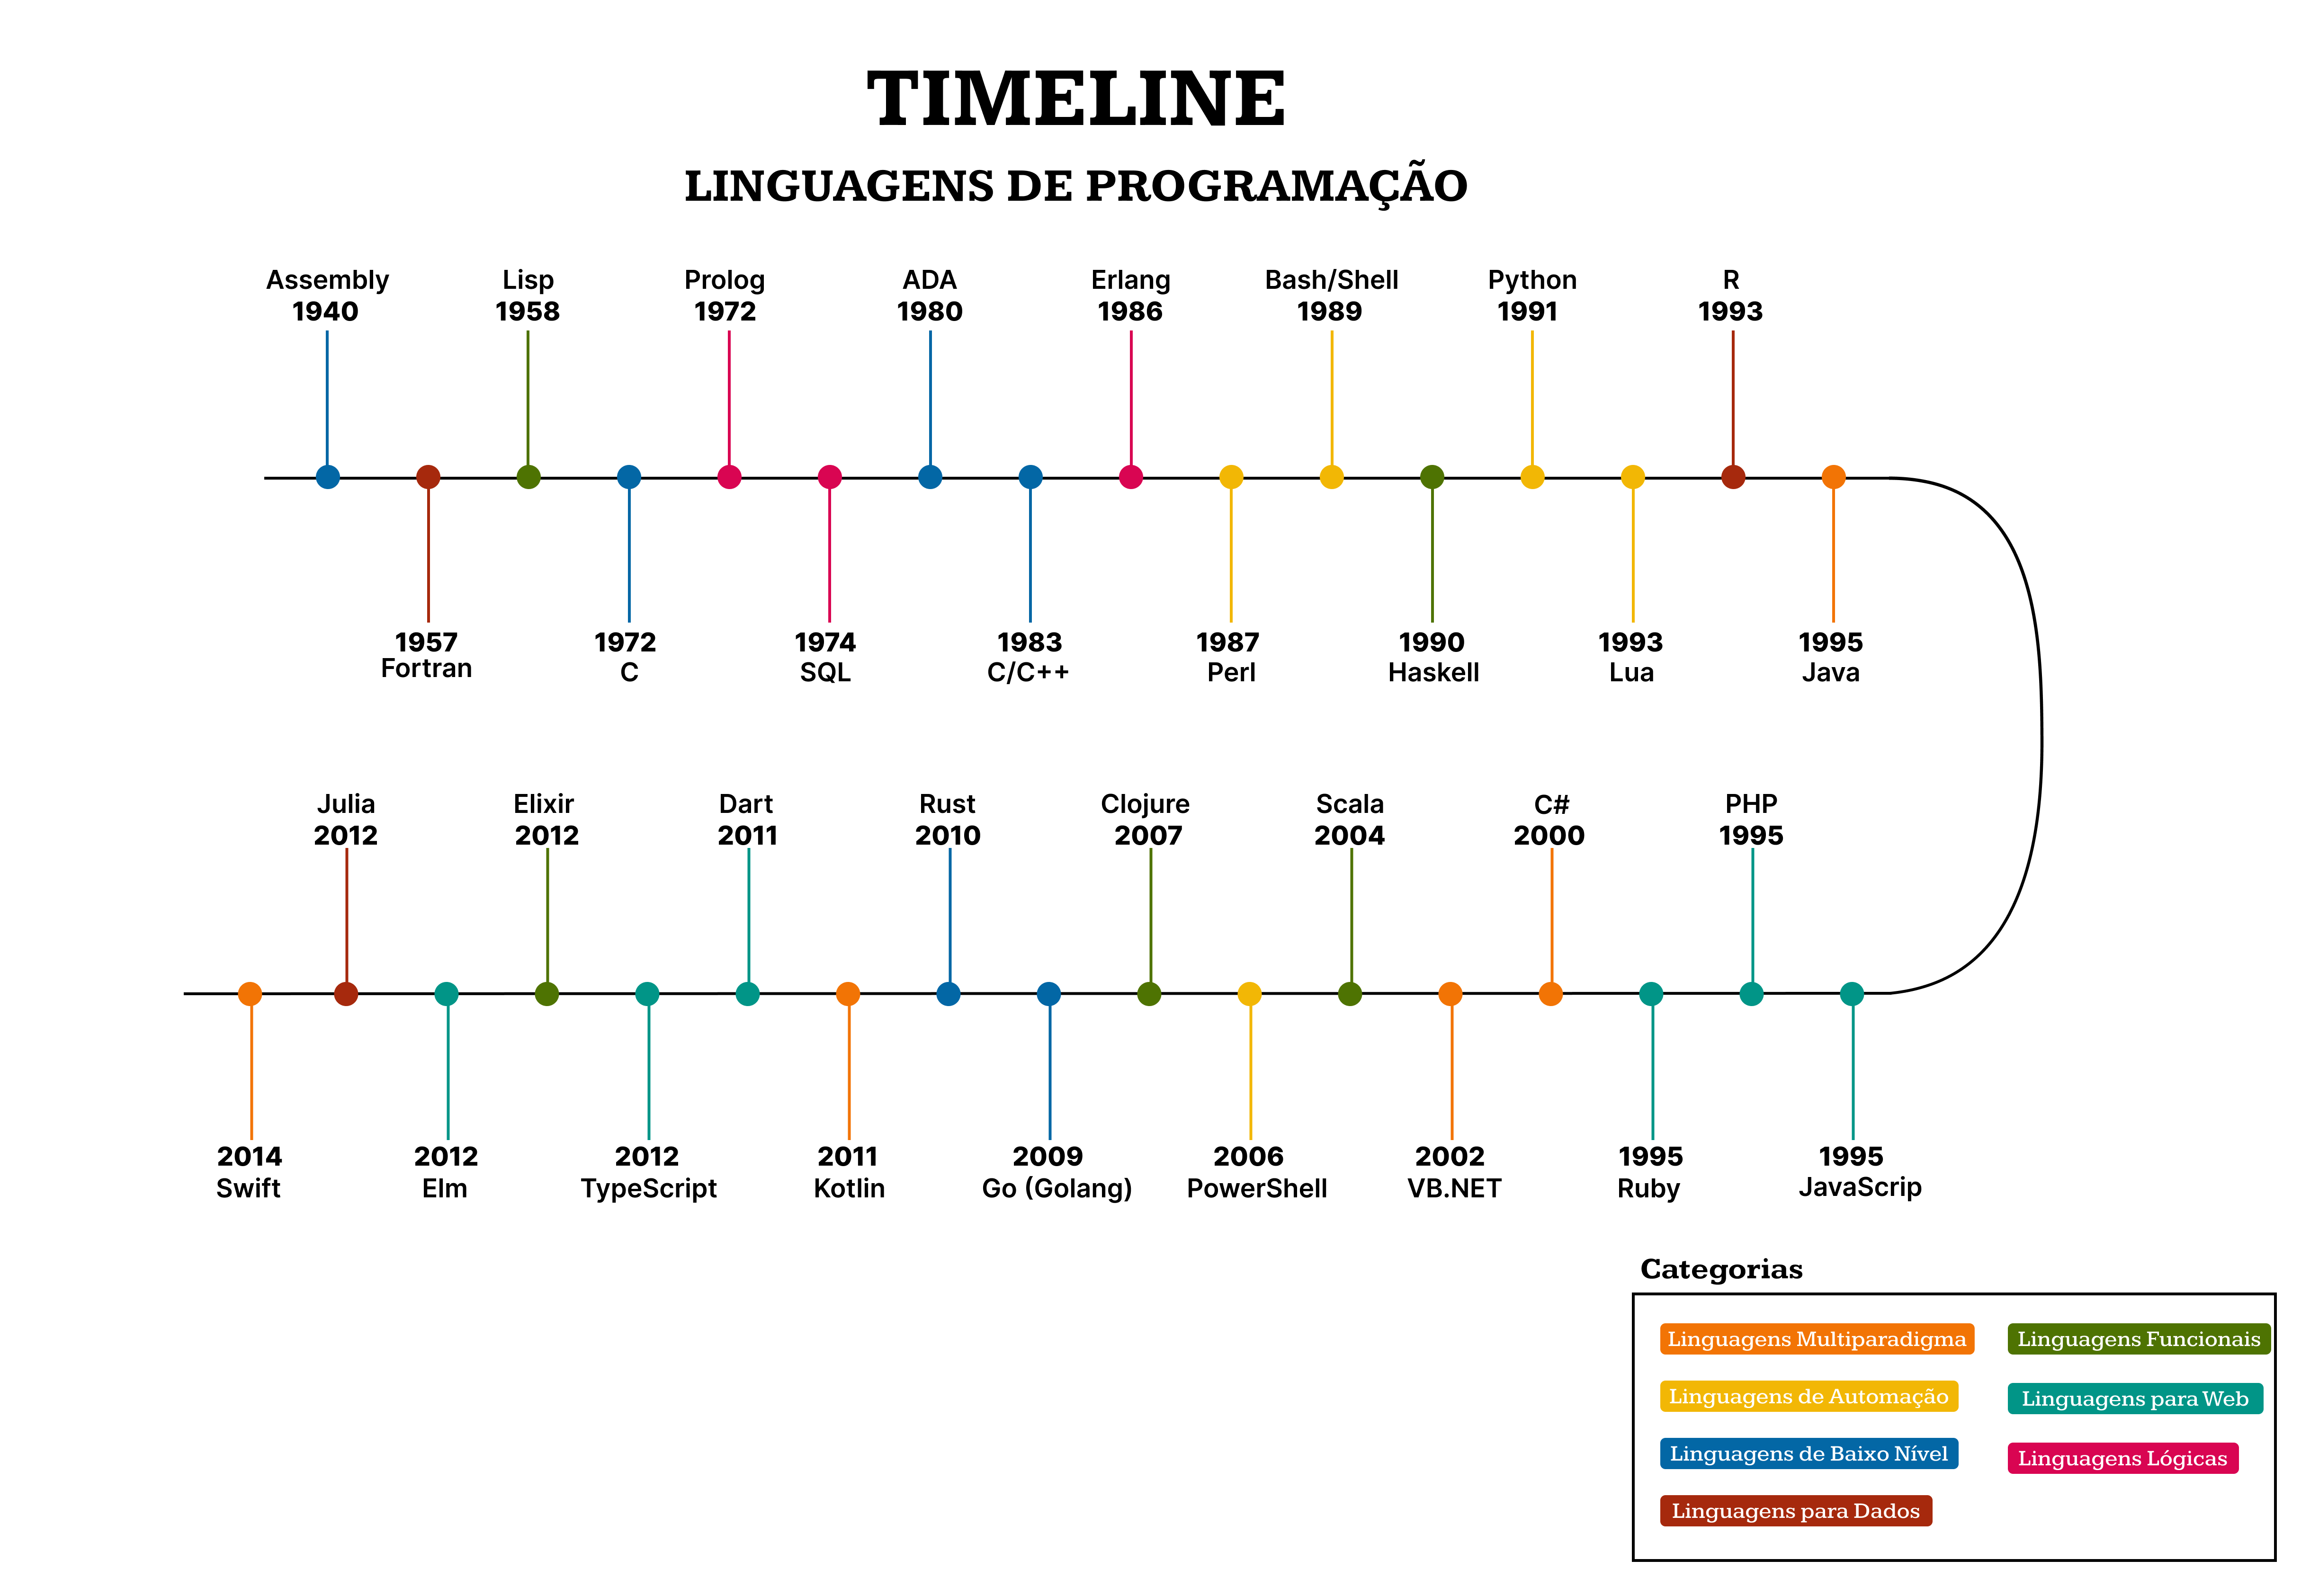 TIMELINE
LINGUAGENS DE PROGRAMAÇÃO
Assembly
1940
Lisp
1958
Prolog
1972
ADA
1980
Erlang
1986
Bash/Shell
1989
Python
1991
R
1993
1957
Fortran
1972
C
1974
SQL
1983
C/C++
1987
Perl
1990
Haskell
1993
Lua
1995
Java
Julia
2012
Elixir
2012
Dart
2011
Rust
2010
Clojure
2007
Scala
2004
C#
2000
PHP
1995
2014
Swift
2012
Elm
2012
TypeScript
2011
Kotlin
2009
Go (Golang)
2006
PowerShell
2002
VB.NET
1995
Ruby
1995
JavaScrip
Categorias
Linguagens Multiparadigma
Linguagens de Automação
Linguagens de Baixo Nível
Linguagens para Dados
Linguagens Funcionais
Linguagens para Web
Linguagens Lógicas